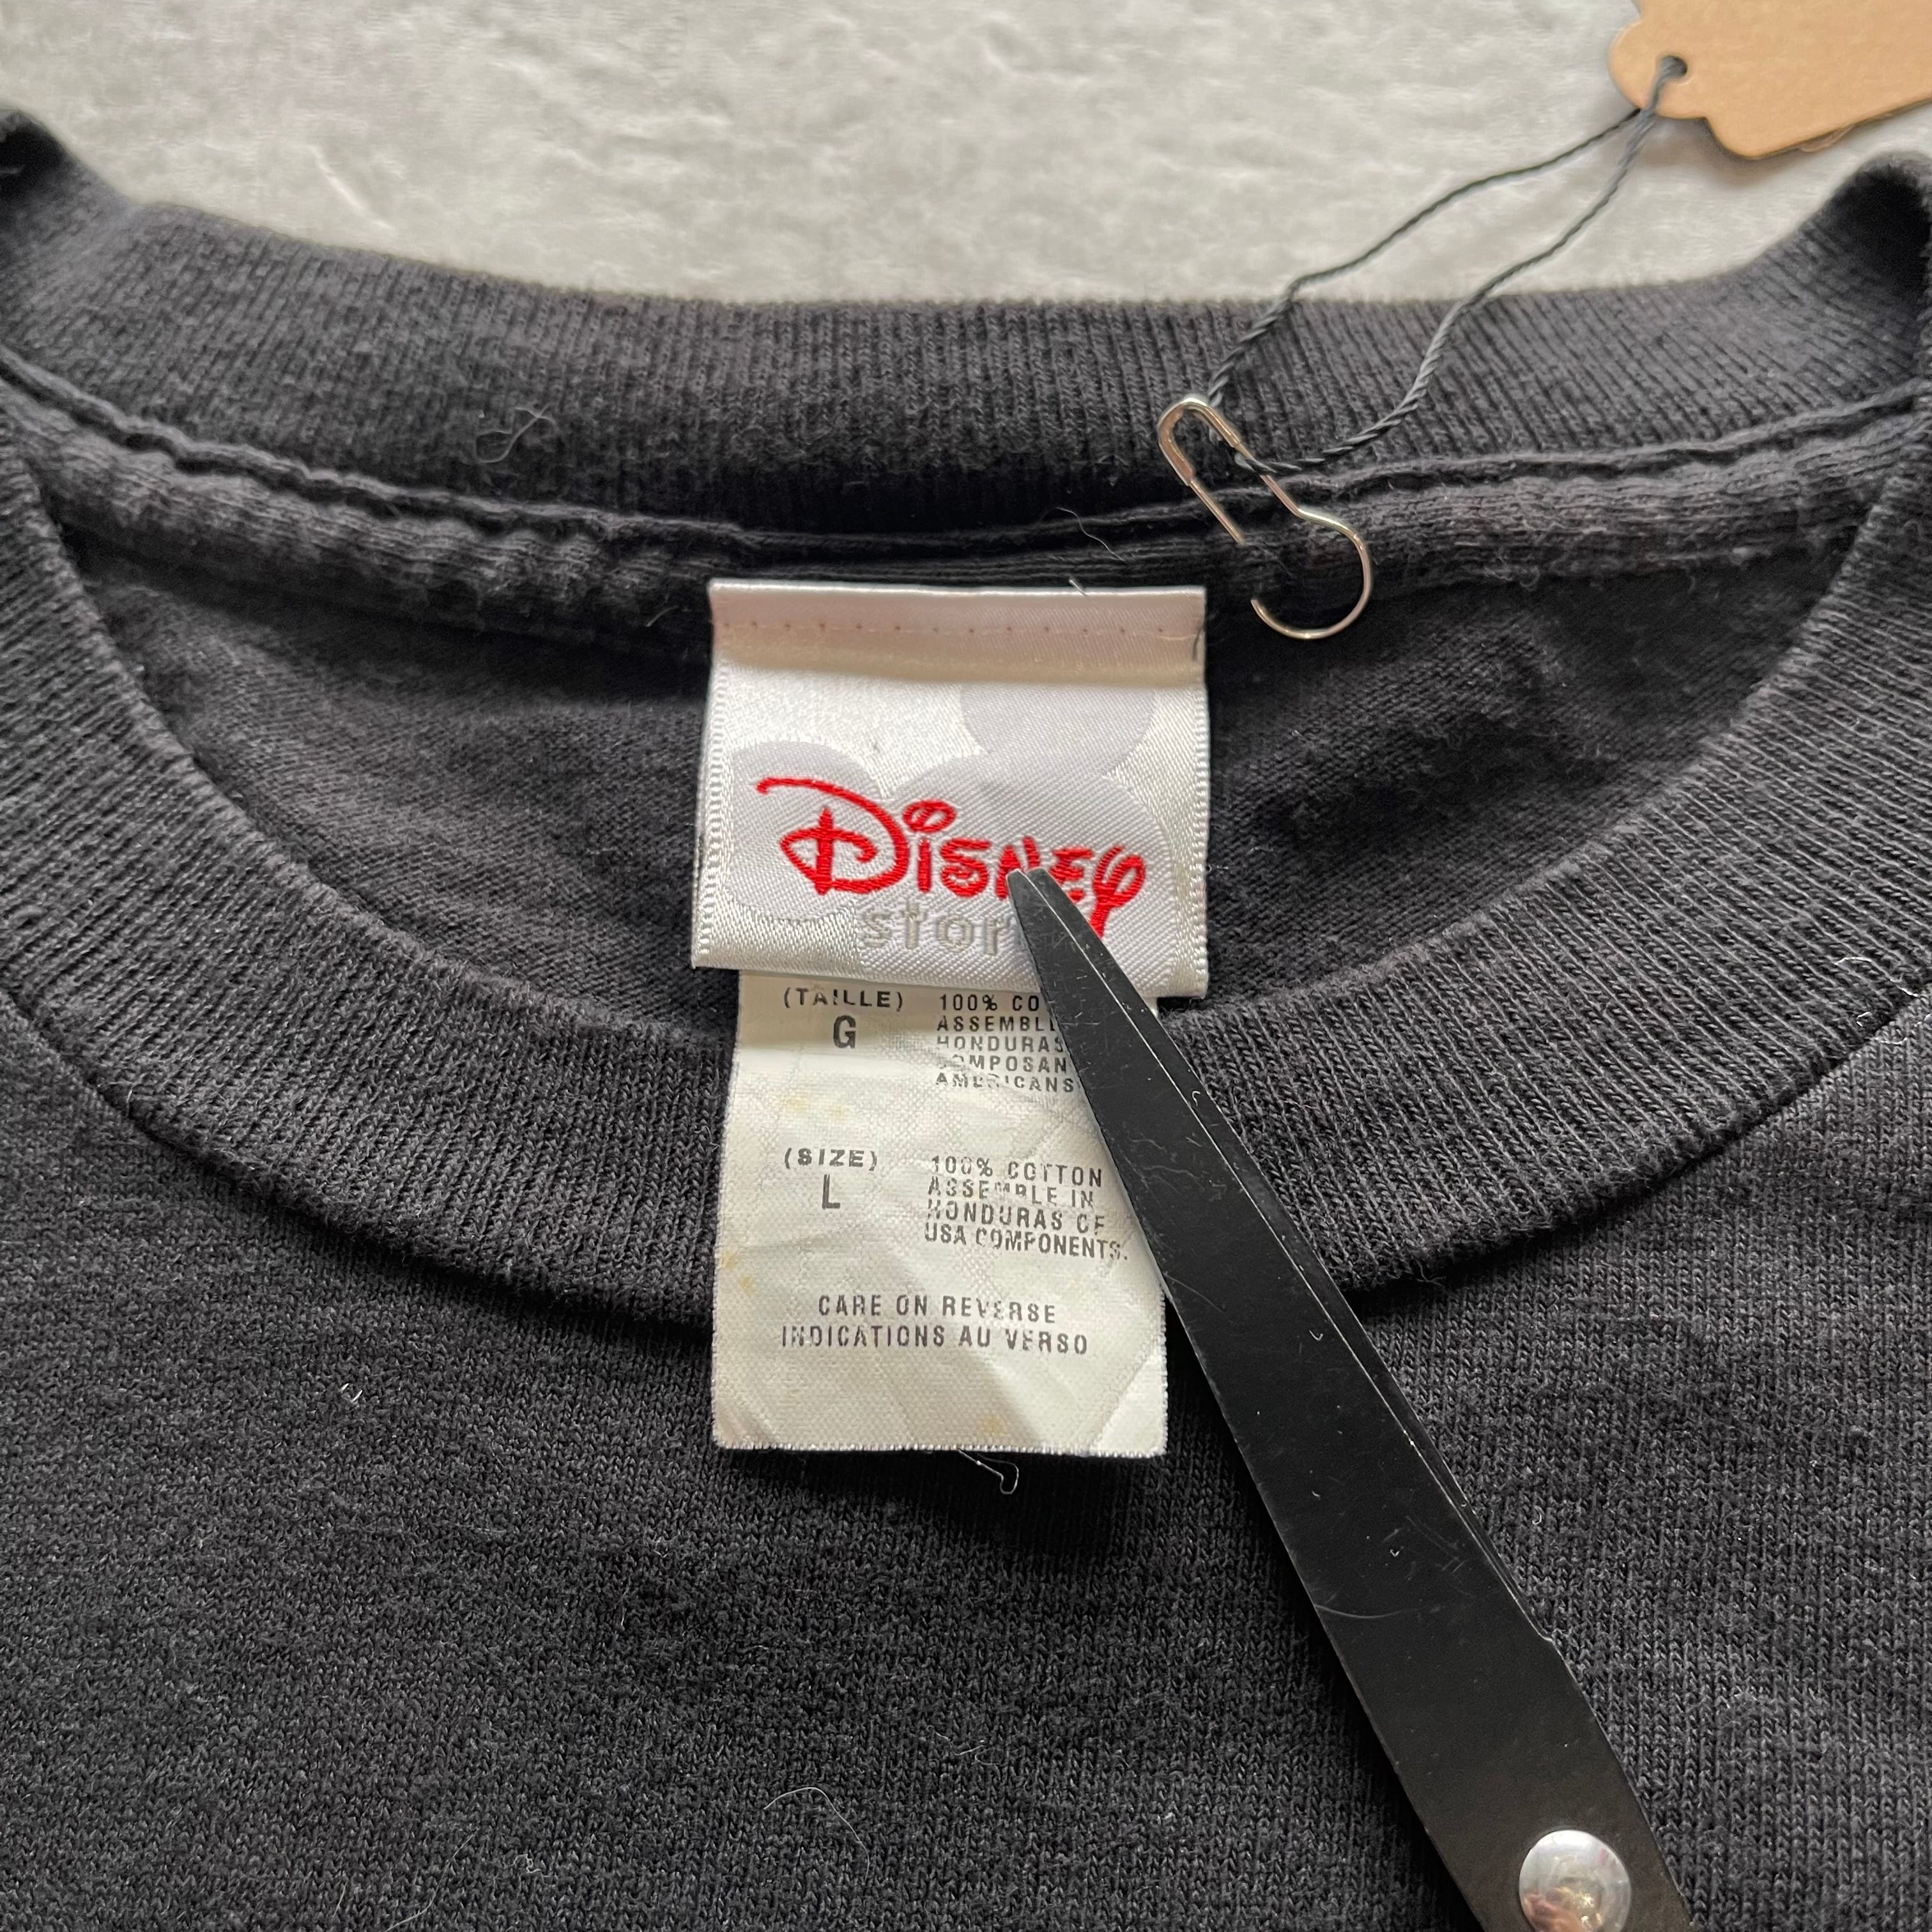 Disney
stor
(TAILLE) 100% CO
G ASSEMBL
HONDURAS
COMPOSAN
AMERICANS
(SIZE) 100% COTTON
L ASSEMBLE IN
HONDURAS OF
USA COMPONENTS.
CARE ON REVERSE
INDICATIONS AU VERSO